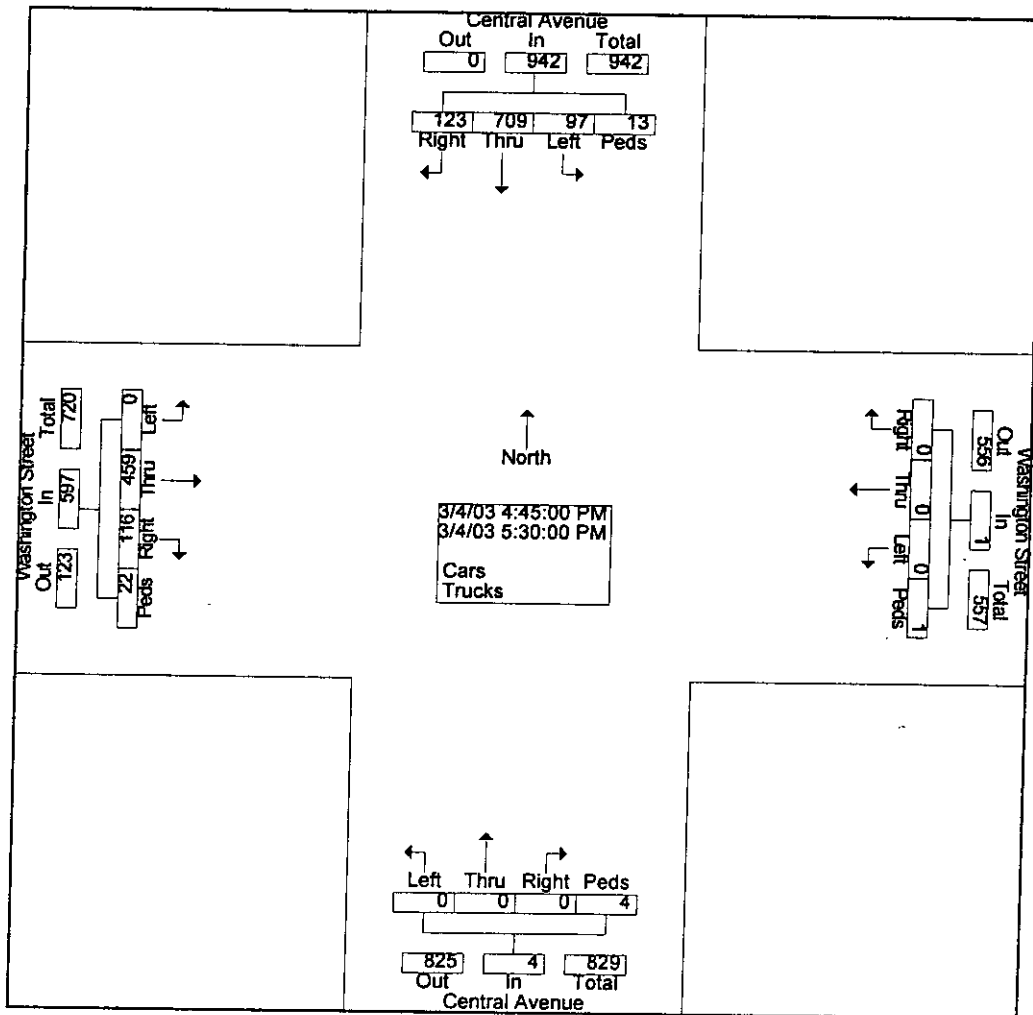 Central Avenue
Out In Total
0 942 942
123 709 97 13
Right Thru Left Peds
Washington Street
Total In Out
720 597 123
0 459 116 22
Left Thru Right Peds
North
3/4/03 4:45:00 PM
3/4/03 5:30:00 PM
Cars
Trucks
Right Thru Left Peds
0 0 0 1
556 1 557
Out In Total
Washington Street
Left Thru Right Peds
0 0 0 4
825 4 829
Out In Total
Central Avenue